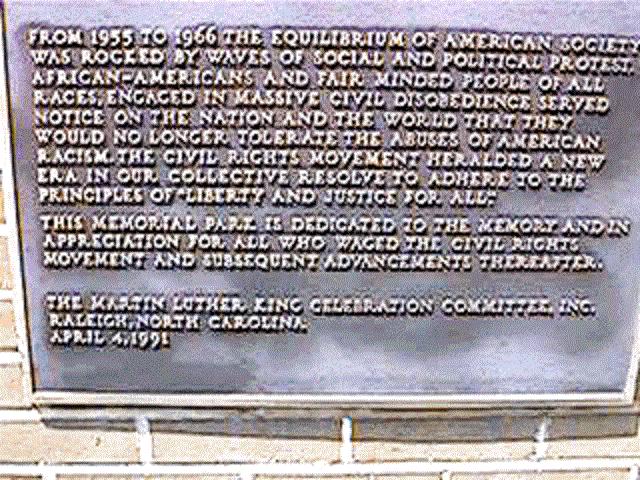 FROM 1955 TO 1966 THE EQUILIBRIUM OF AMERICAN SOCIETY
WAS ROCKED BY WAVES OF SOCIAL AND POLITICAL PROTEST.
AFRICAN-AMERICANS AND FAIR MINDED PEOPLE OF ALL
RACES, ENGACED IN MASSIVE CIVIL DISOBEDIENCE SERVED
NOTICE ON THE NATION AND THE WORLD THAT THEY
WOULD NO LONGER TOLERATE THE ABUSES OF AMERICAN
RACISM. THE CIVIL RIGHTS MOVEMENT HERALDED A NEW
ERA IN OUR COLLECTIVE RESOLVE TO ADHERE TO THE
PRINCIPLES OF "LIBERTY AND JUSTICE FOR ALL."
THIS MEMORIAL PARK IS DEDICATED TO THE MEMORY AND IN
APPRECIATION FOR ALL WHO WAGED THE CIVIL RIGHTS
MOVEMENT AND SUBSEQUENT ADVANCEMENTS THEREAFTER.
THE MARTIN LUTHER KING CELEBRATION COMMITTEE, INC.
RALEIGH, NORTH CAROLINA
APRIL 4, 1991